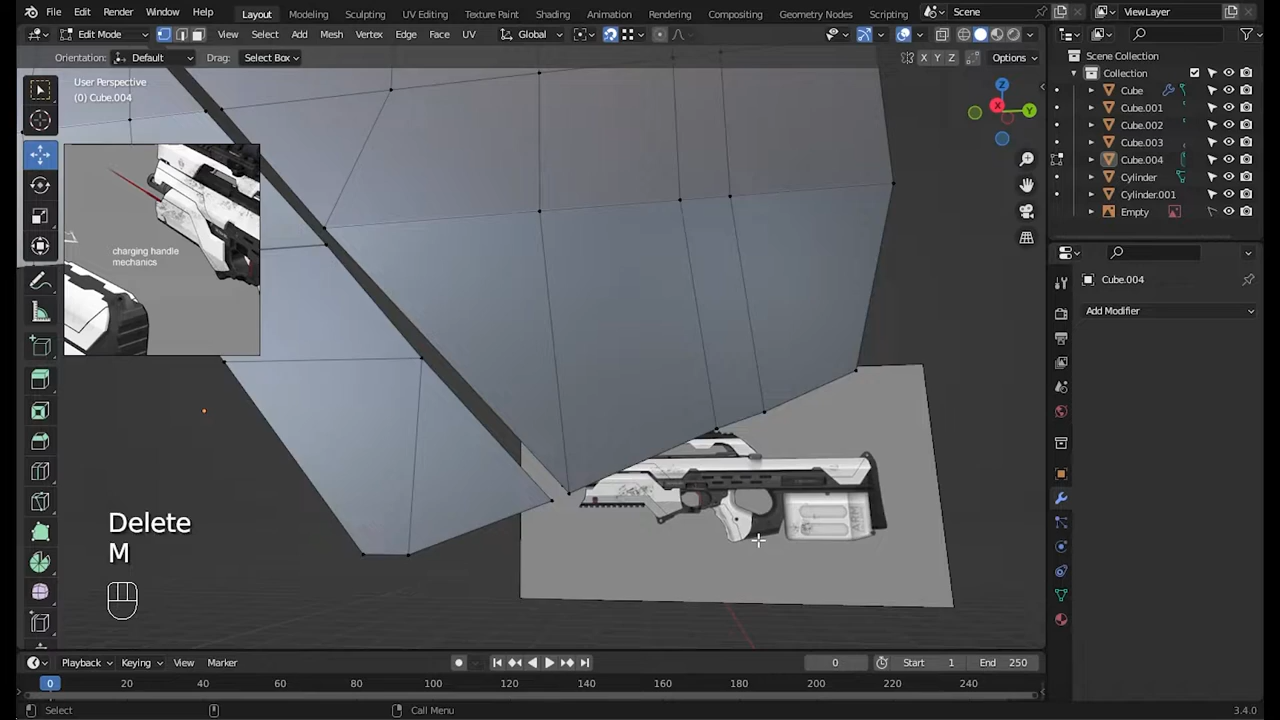 File Edit Render Window Help Layout Modeling Sculpting UV Editing Texture Paint Shading Animation Rendering Compositing Geometry Nodes Scripting Scene ViewLayer
Edit Mode View Select Add Mesh Vertex Edge Face UV Global
Orientation: Default Drag: Select Box X Y Z Options
User Perspective
(0) Cube.004
Z
X
Y
charging handle
mechanics
Delete
M
Scene Collection
Collection
Cube
Cube.001
Cube.002
Cube.003
Cube.004
Cylinder
Cylinder.001
Empty
Cube.004
Add Modifier
Playback Keying View Marker 0 Start 1 End 250
0 20 40 60 80 100 120 140 160 180 200 220 240
Select Call Menu 3.4.0